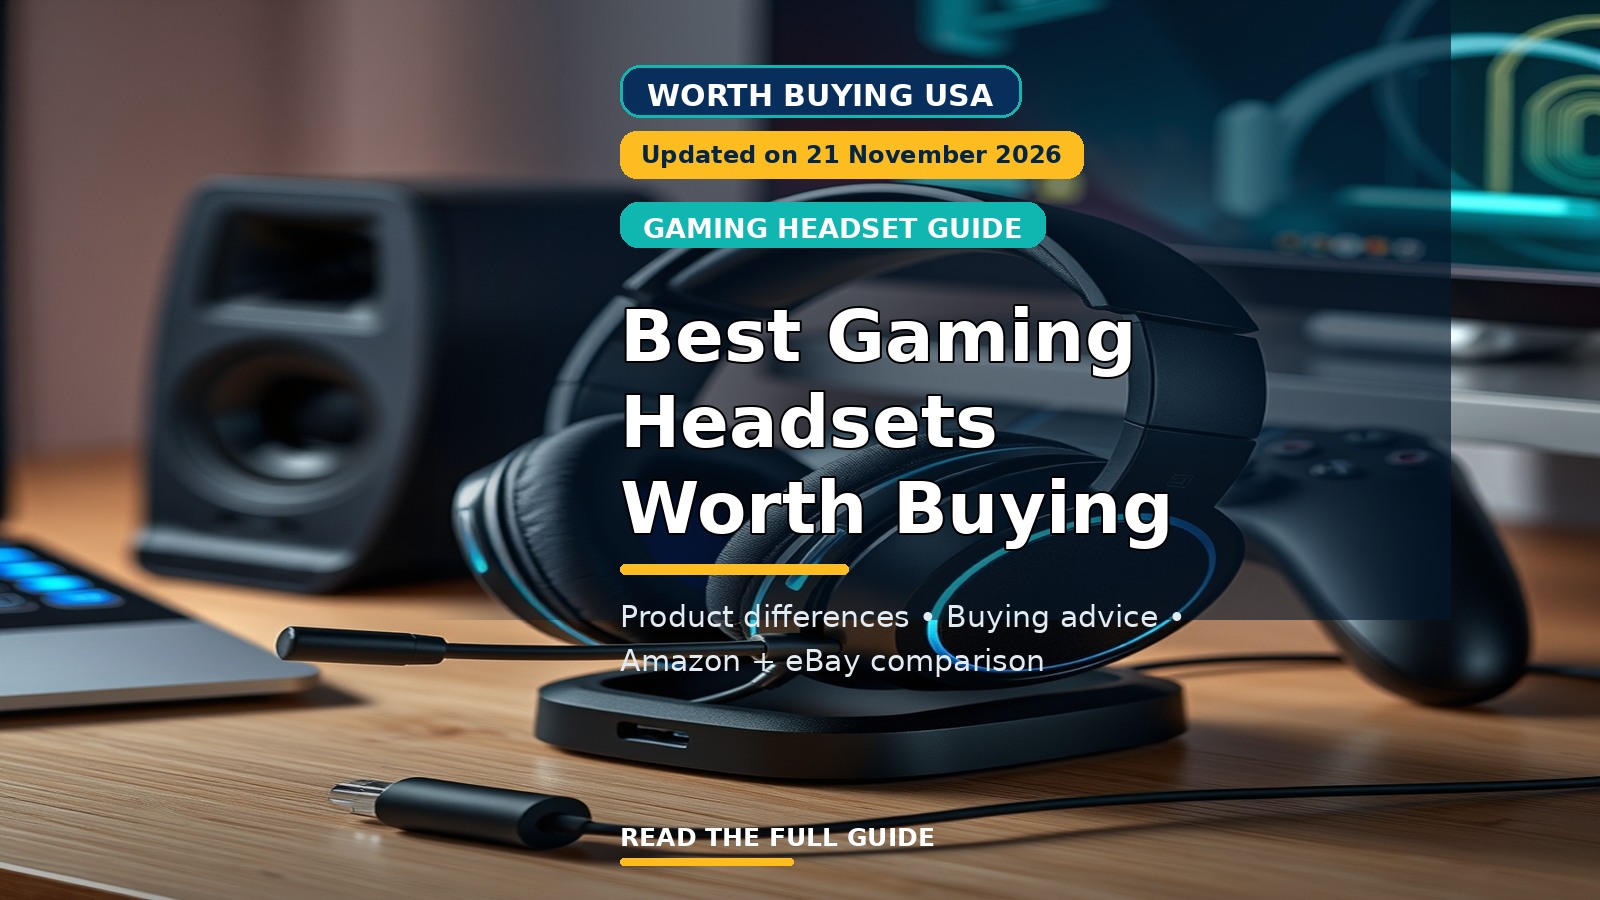 WORTH BUYING USA
Updated on 21 November 2026
GAMING HEADSET GUIDE
Best Gaming
Headsets
Worth Buying
Product differences • Buying advice •
Amazon + eBay comparison
READ THE FULL GUIDE